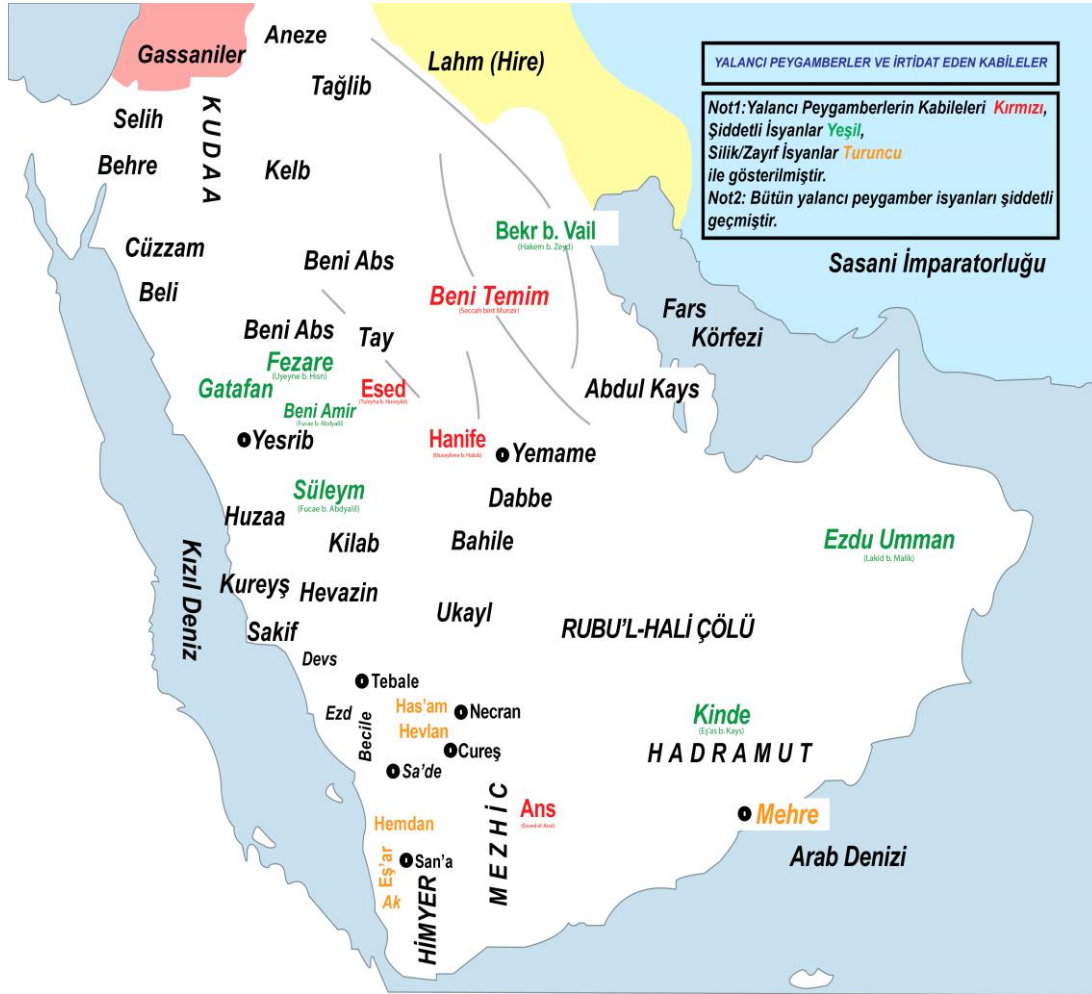 Gassaniler
Aneze
Lahm (Hire)
Tağlib
YALANCI PEYGAMBERLER VE İRTİDAT EDEN KABİLELER
Not1:Yalancı Peygamberlerin Kabileleri Kırmızı,
Şiddetli İsyanlar Yeşil,
Silik/Zayıf İsyanlar Turuncu
ile gösterilmiştir.
Not2: Bütün yalancı peygamber isyanları şiddetli
geçmiştir.
Selih
KUDAA
Behre
Kelb
Bekr b. Vail
(Hakem b. Zeyd)
Sasani İmparatorluğu
Cüzzam
Beni Abs
Beli
Beni Temim
(Seccah bint Munzir)
Fars
Körfezi
Beni Abs
Tay
Fezare
(Uyeyne b. Hısn)
Gatafan
Esed
(Tuleyha b. Huveylid)
Abdul Kays
Beni Amir
(Fucae b. Abdyalil)
Yesrib
Hanife
(Museylime b. Habib)
Yemame
Süleym
(Fucae b. Abdyalil)
Dabbe
Huzaa
Kilab
Bahile
Ezdu Umman
(Lakid b. Malik)
Kızıl Deniz
Kureyş
Hevazin
Ukayl
Sakif
RUBU'L-HALİ ÇÖLÜ
Devs
Tebale
Ezd
Becile
Has'am
Necran
Hevlan
Cureş
Kinde
(Eş'as b. Kays)
HADRAMUT
Sa'de
MEZHİC
Ans
(Esved el-Ansi)
Mehre
Hemdan
Arab Denizi
Eş'ar
San'a
Ak
HİMYER